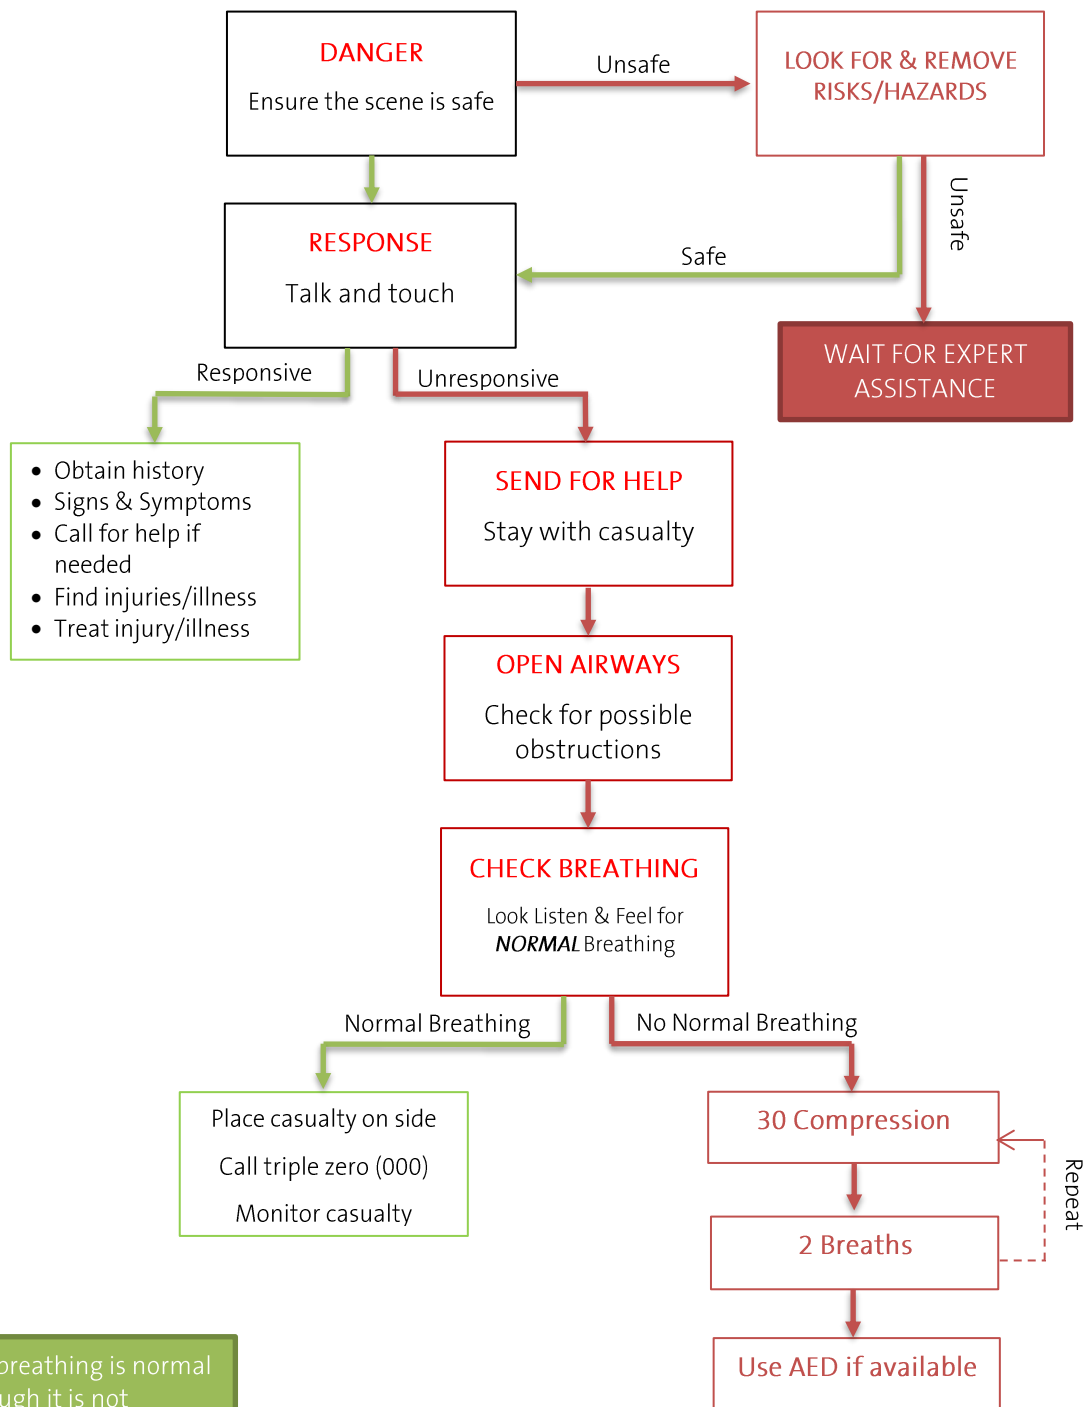 DANGER
Ensure the scene is safe
Unsafe
LOOK FOR & REMOVE
RISKS/HAZARDS
Unsafe
Safe
WAIT FOR EXPERT
ASSISTANCE
RESPONSE
Talk and touch
Responsive
Unresponsive
• Obtain history
• Signs & Symptoms
• Call for help if
needed
• Find injuries/illness
• Treat injury/illness
SEND FOR HELP
Stay with casualty
OPEN AIRWAYS
Check for possible
obstructions
CHECK BREATHING
Look Listen & Feel for
NORMAL Breathing
Normal Breathing
No Normal Breathing
Place casualty on side
Call triple zero (000)
Monitor casualty
30 Compression
Repeat
2 Breaths
Use AED if available
breathing is normal
it is not